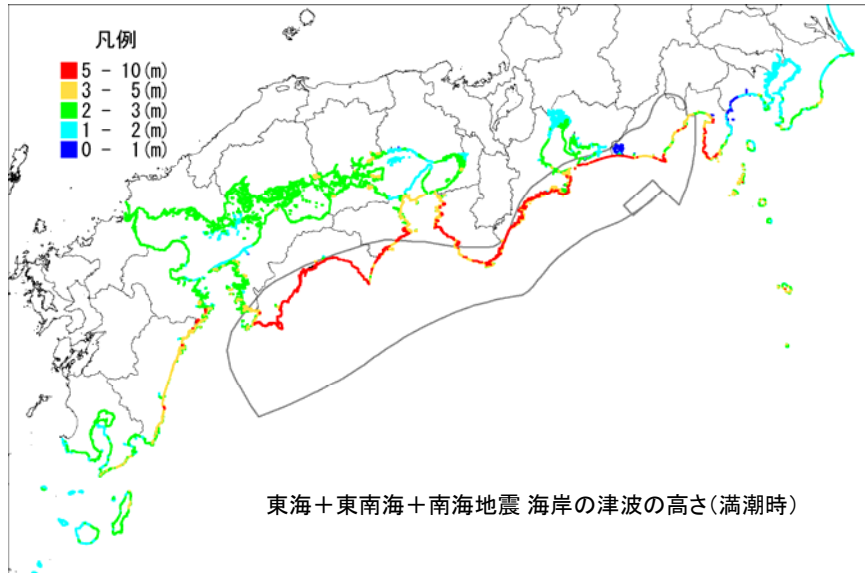 凡例
5 - 10(m)
3 - 5(m)
2 - 3(m)
1 - 2(m)
0 - 1(m)
東海＋東南海＋南海地震 海岸の津波の高さ（満潮時）